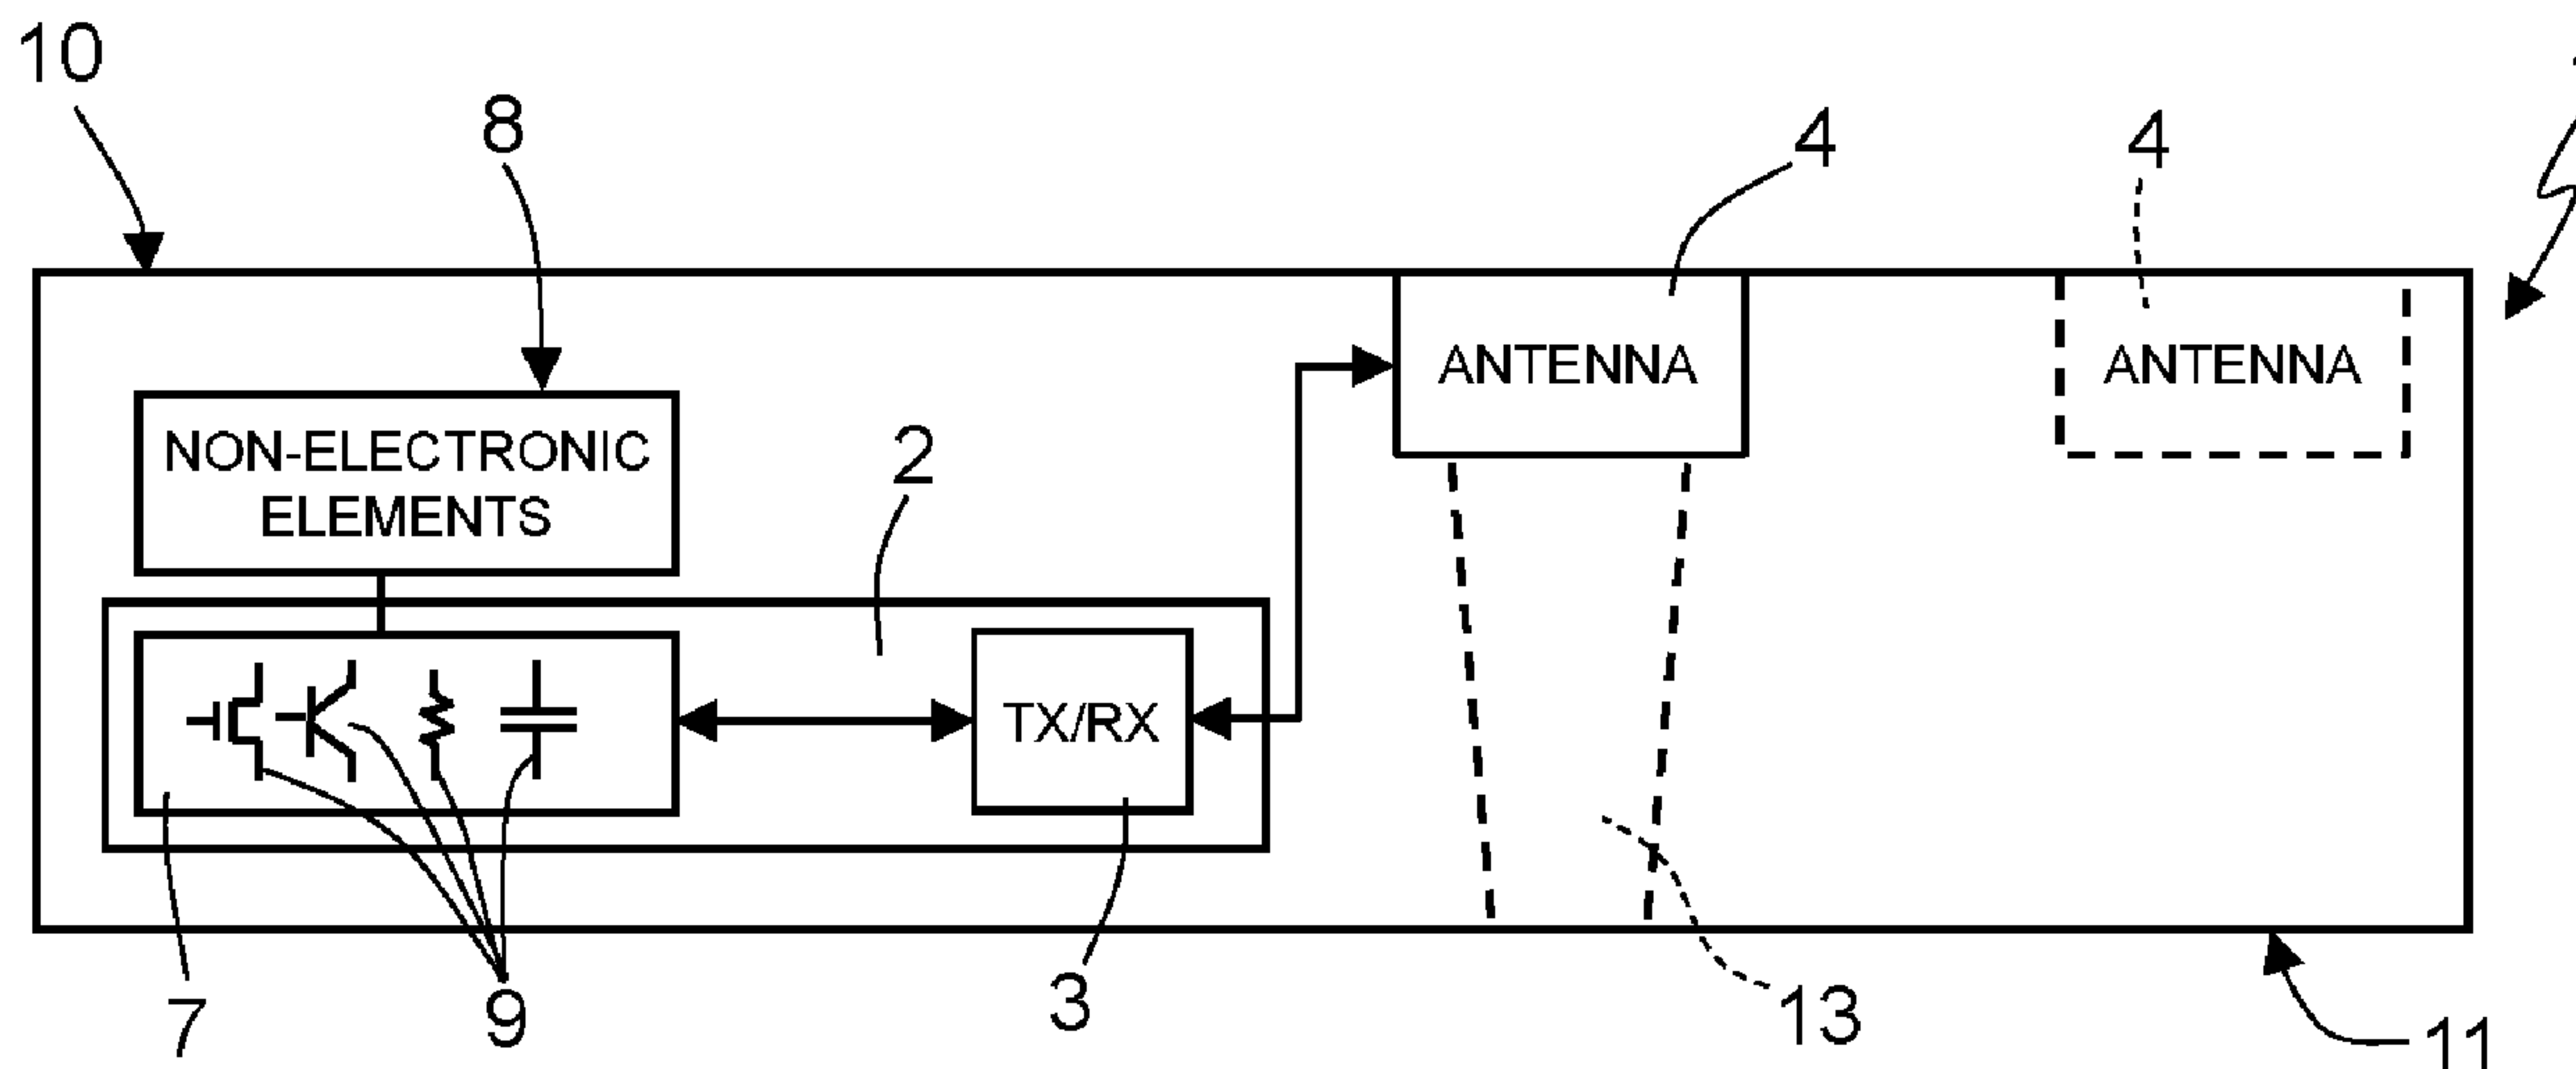 10
8
4
4
ANTENNA
ANTENNA
NON-ELECTRONIC
ELEMENTS
2
TX/RX
7
9
3
13
11